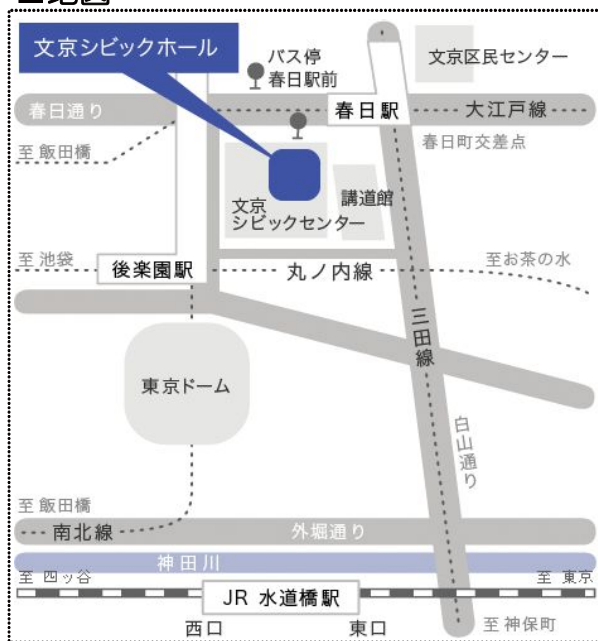 文京シビックホール
バス停
春日駅前
文京区民センター
春日通り
春日駅
大江戸線
至 飯田橋
春日町交差点
文京
シビックセンター
講道館
至 池袋
後楽園駅
丸ノ内線
至お茶の水
三田線
東京ドーム
白山通り
至 飯田橋
南北線
外堀通り
神田川
至 四ッ谷
至 東京
JR 水道橋駅
西口
東口
至 神保町